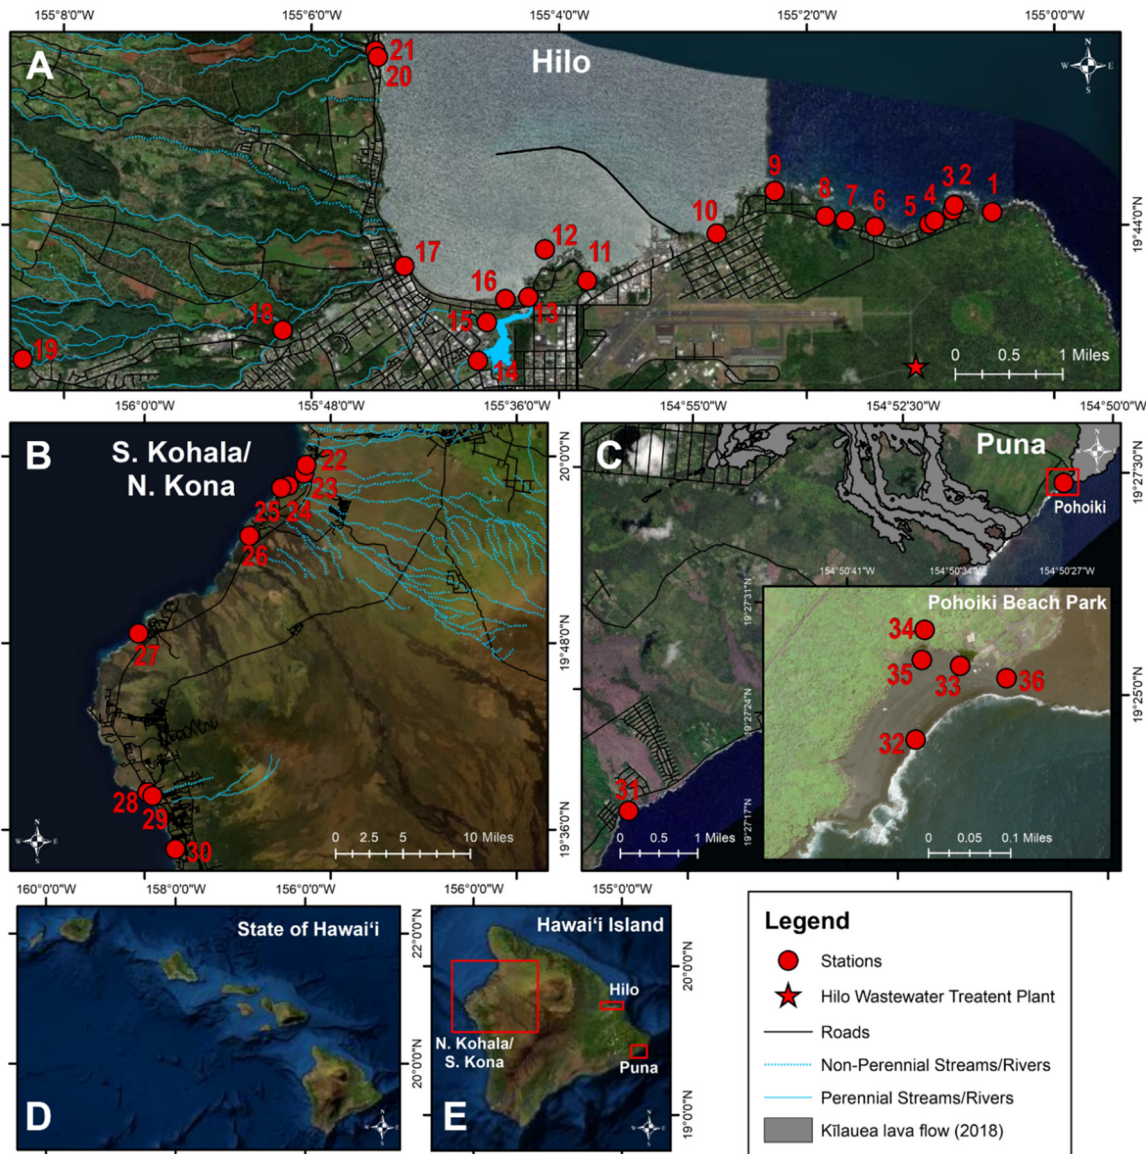 155°8'0"W 155°6'0"W 155°4'0"W 155°2'0"W 155°0'0"W
A
Hilo
N
W E
S
21
20
9
8
7
6
5
4
3
2
1
10
12
11
17
16
13
15
14
18
19
19°44'0"N
0 0.5 1 Miles
156°0'0"W 155°48'0"W 155°36'0"W
B
S. Kohala/
N. Kona
22
23
25 24
26
27
28
29
30
20°0'0"N
19°48'0"N
19°36'0"N
0 2.5 5 10 Miles
154°55'0"W 154°52'30"W 154°50'0"W
C
Puna
Pohoiki
19°27'30"N
19°25'0"N
154°50'41"W 154°50'34"W 154°50'27"W
19°27'31"N
19°27'24"N
19°27'17"N
Pohoiki Beach Park
34
35
33
36
32
31
0 0.5 1 Miles
0 0.05 0.1 Miles
160°0'0"W 158°0'0"W 156°0'0"W
State of Hawaiʻi
D
22°0'0"N
20°0'0"N
156°0'0"W 155°0'0"W
Hawaiʻi Island
Hilo
N. Kohala/
S. Kona
Puna
E
20°0'0"N
19°0'0"N
Legend
Stations
Hilo Wastewater Treatent Plant
Roads
Non-Perennial Streams/Rivers
Perennial Streams/Rivers
Kīlauea lava flow (2018)